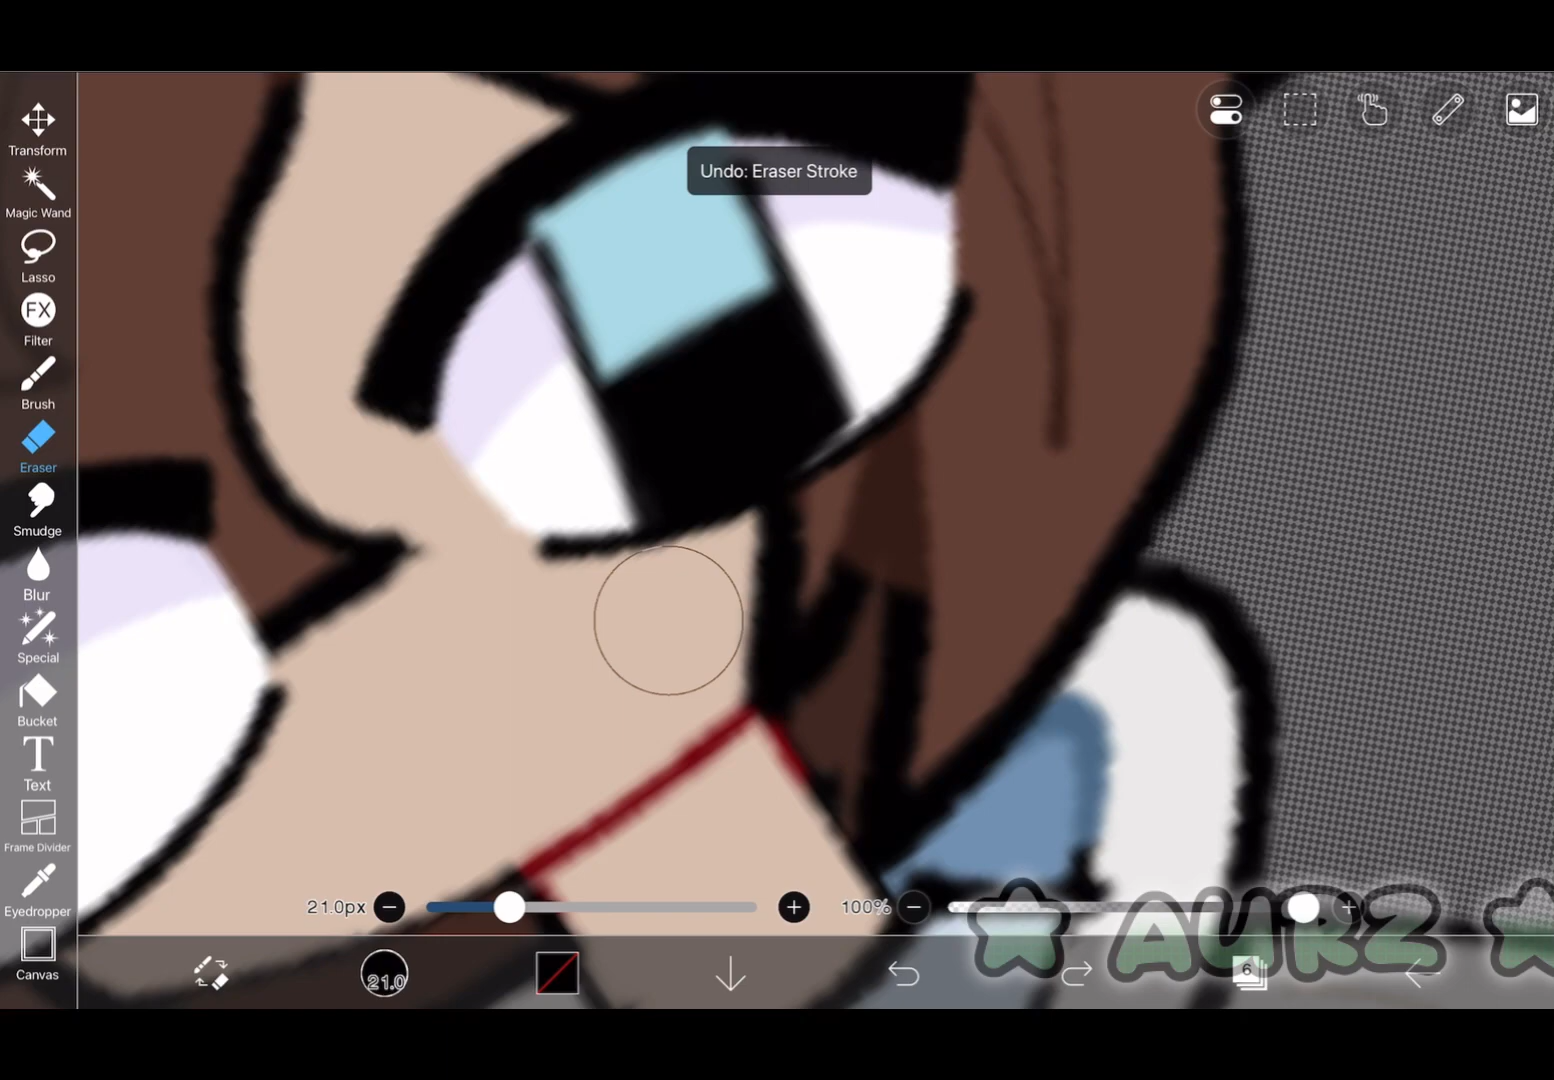 Transform
Magic Wand
Lasso
FX
Filter
Brush
Eraser
Smudge
Blur
Special
Bucket
T
Text
Frame Divider
Eyedropper
Canvas
Undo: Eraser Stroke
21.0px
100%
21.0
6
AURZ